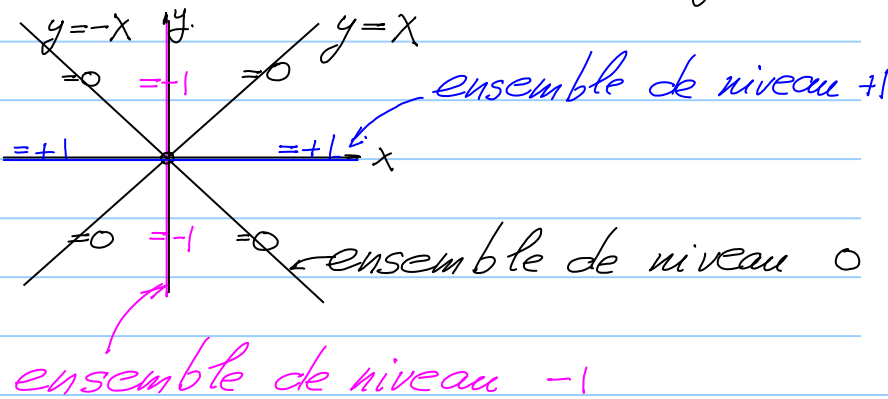 y=-x y. y=x
=0 =-1 =0 ensemble de niveau +1
=+1 =+1 x
=0 =-1 =0 ensemble de niveau 0
ensemble de niveau -1